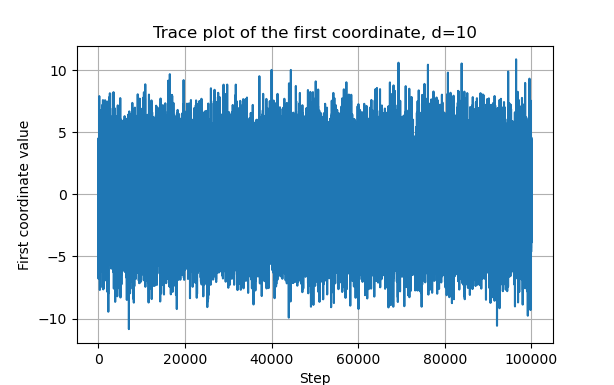 Trace plot of the first coordinate, d=10
10
5
0
−5
−10
First coordinate value
0 20000 40000 60000 80000 100000
Step